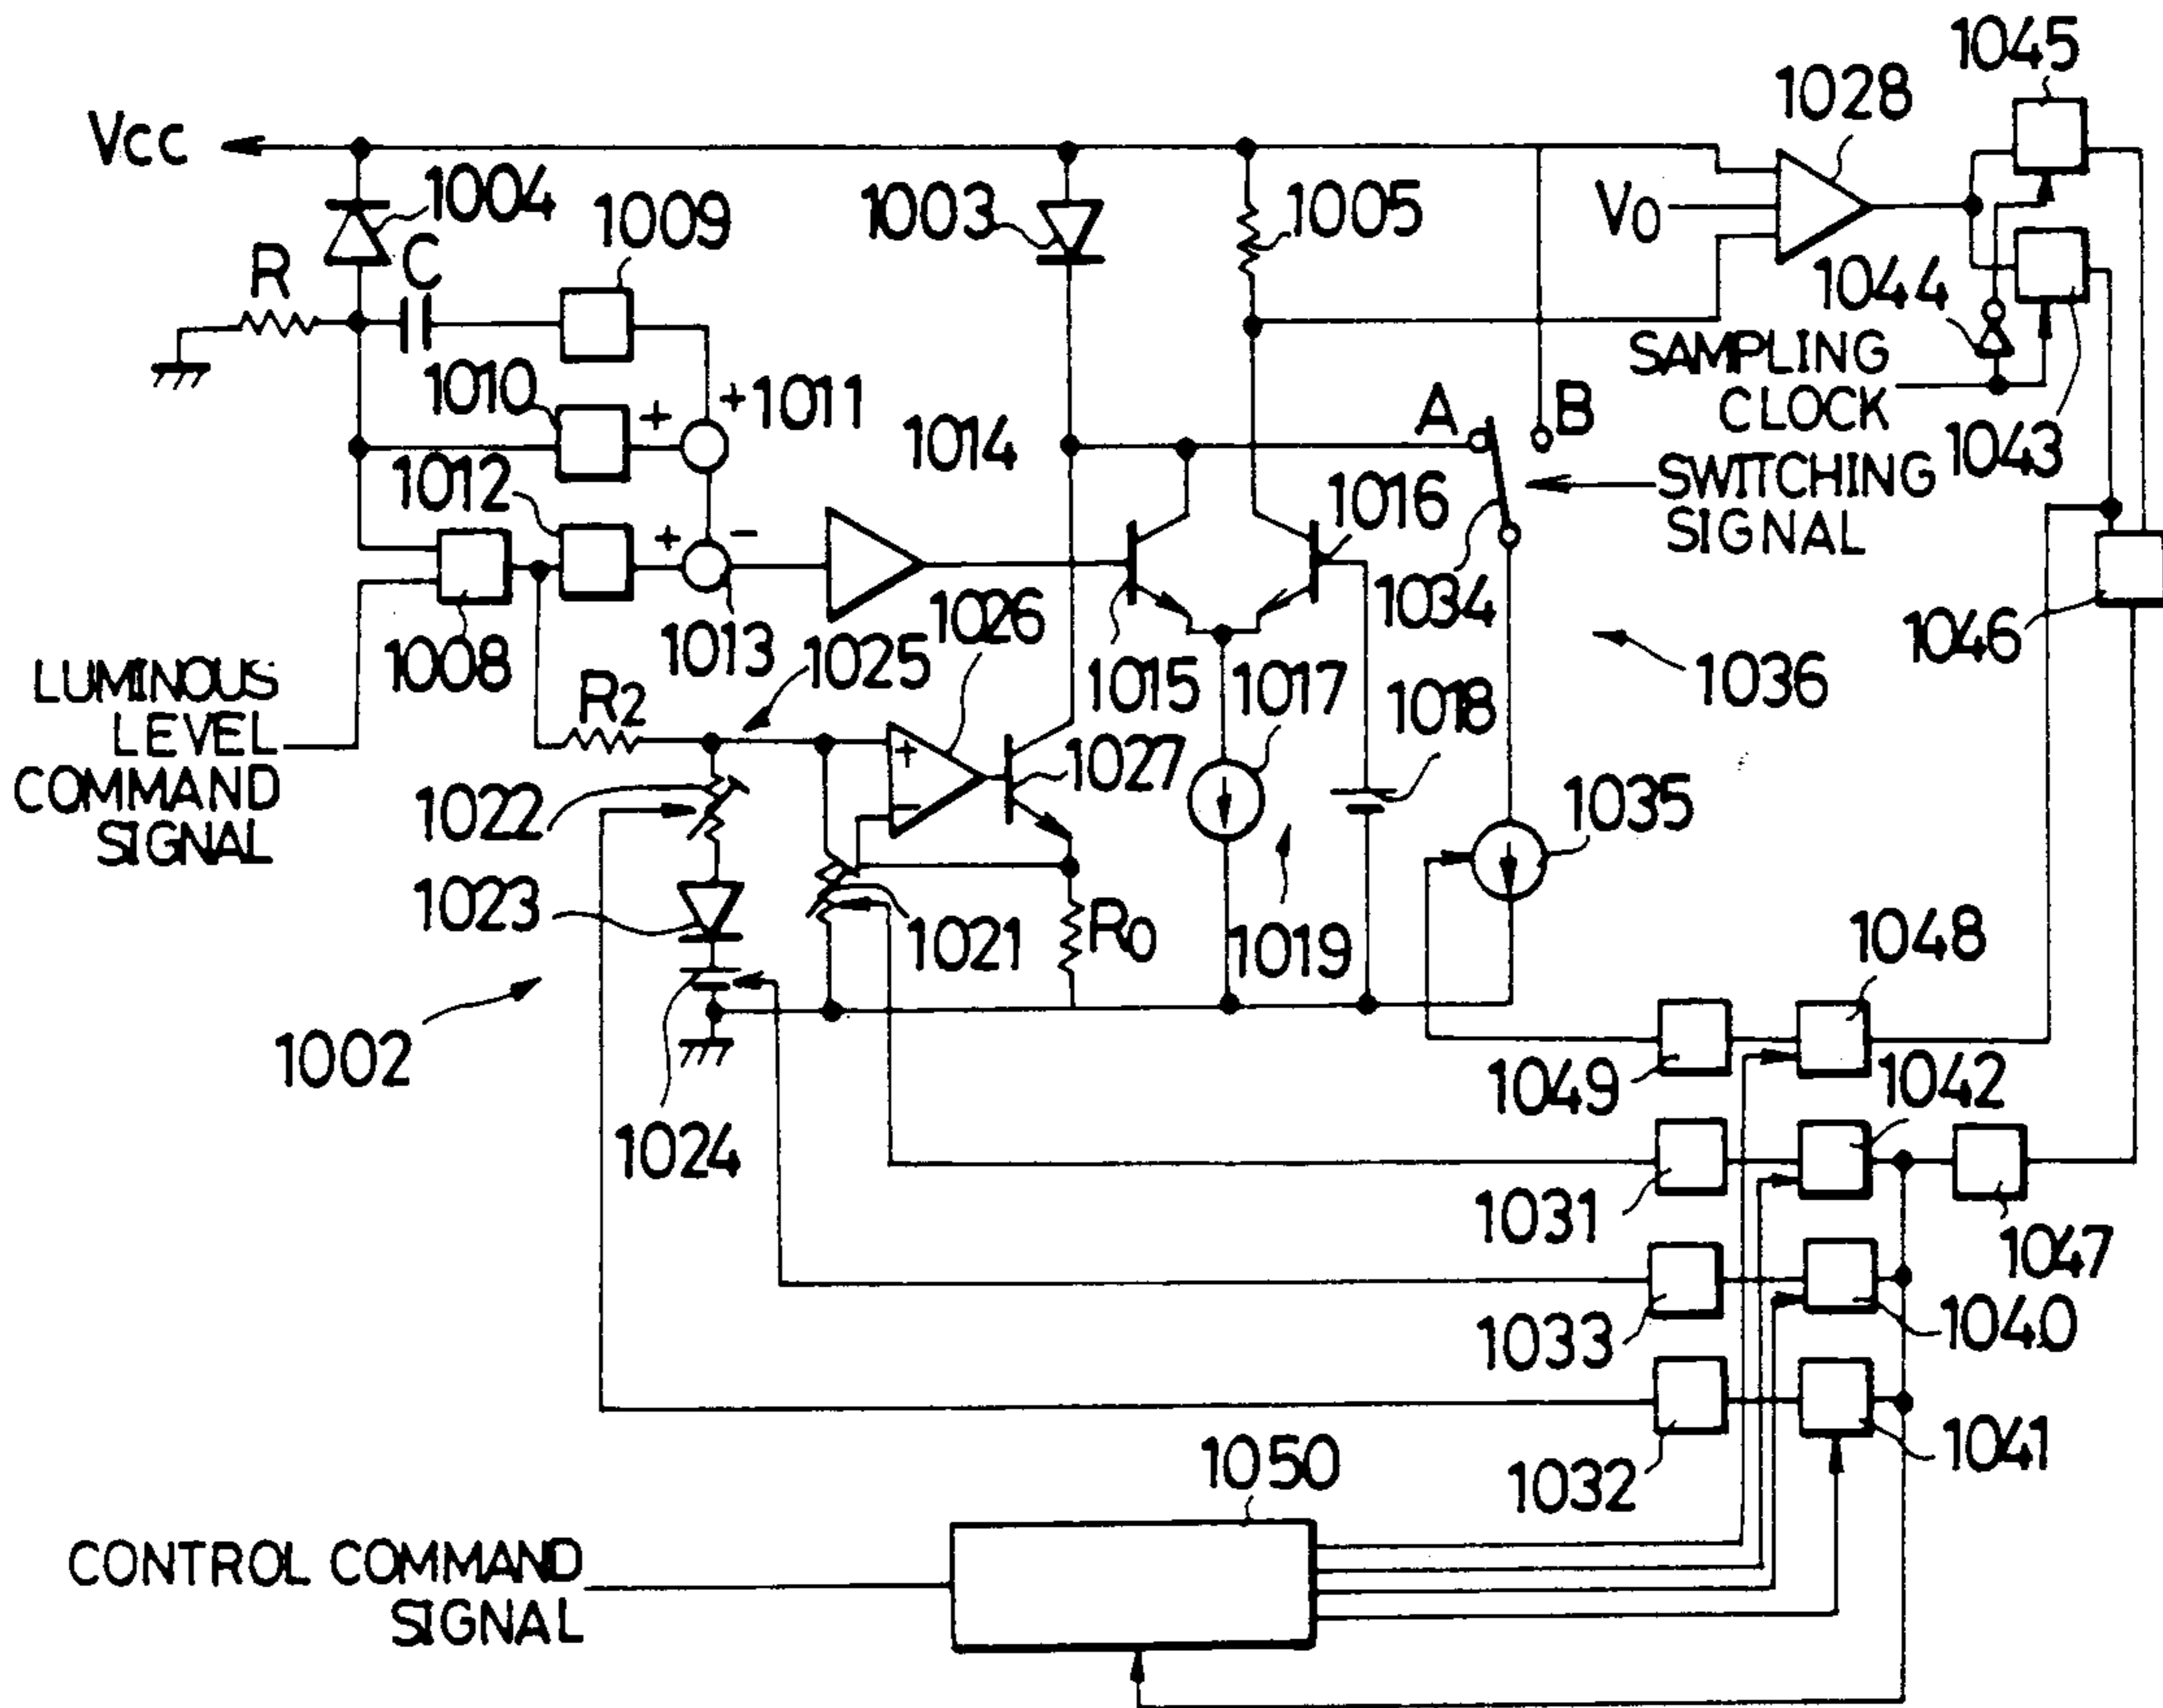 1045
1028
Vcc
1004
1009
1003
1005
V0
R
C
1044
SAMPLING
CLOCK
1010
+
+
1011
1014
A
B
1043
1012
SWITCHING
SIGNAL
1016
+
−
1034
1046
1008
1013
1026
1025
1015
1017
1018
1036
LUMINOUS
LEVEL
COMMAND
SIGNAL
R2
+
−
1027
1022
1035
1023
1021
R0
1019
1048
1002
1024
1049
1042
1031
1047
1033
1040
1032
1041
1050
CONTROL COMMAND
SIGNAL